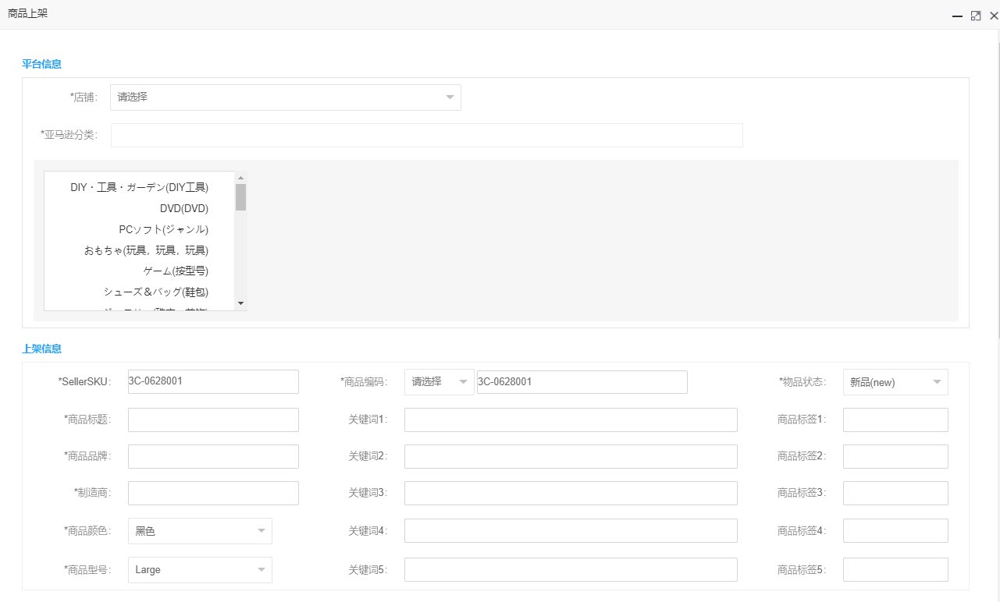 商品上架
平台信息
*店铺: 请选择
*亚马逊分类:
DIY・工具・ガーデン(DIY工具)
DVD(DVD)
PCソフト(ジャンル)
おもちゃ(玩具，玩具，玩具)
ゲーム(按型号)
シューズ＆バッグ(鞋包)
上架信息
*SellerSKU: 3C-0628001 *商品编码: 请选择 3C-0628001 *物品状态: 新品(new)
*商品标题: 关键词1: 商品标签1:
*商品品牌: 关键词2: 商品标签2:
*制造商: 关键词3: 商品标签3:
*商品颜色: 黑色 关键词4: 商品标签4:
*商品型号: Large 关键词5: 商品标签5: